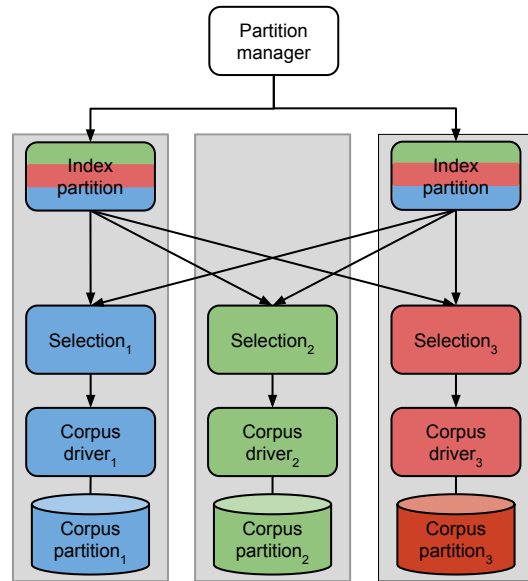 Partition
manager
Index
partition
Index
partition
Selection₁
Selection₂
Selection₃
Corpus
driver₁
Corpus
driver₂
Corpus
driver₃
Corpus
partition₁
Corpus
partition₂
Corpus
partition₃